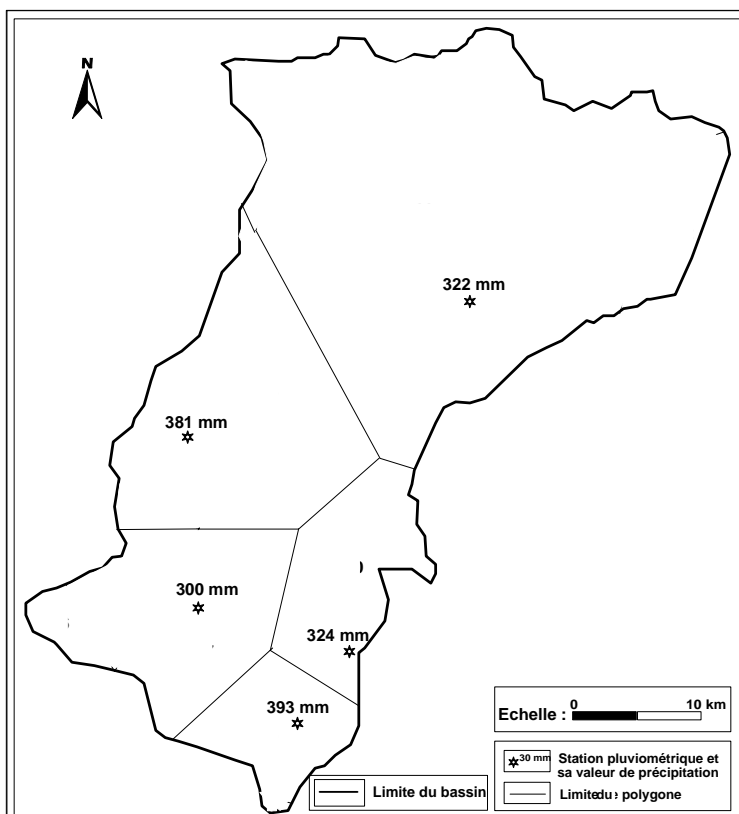 N
322 mm
381 mm
300 mm
324 mm
393 mm
Echelle :
0
10 km
30 mm
Station pluviométrique et
sa valeur de précipitation
Limite du bassin
Limite polygone